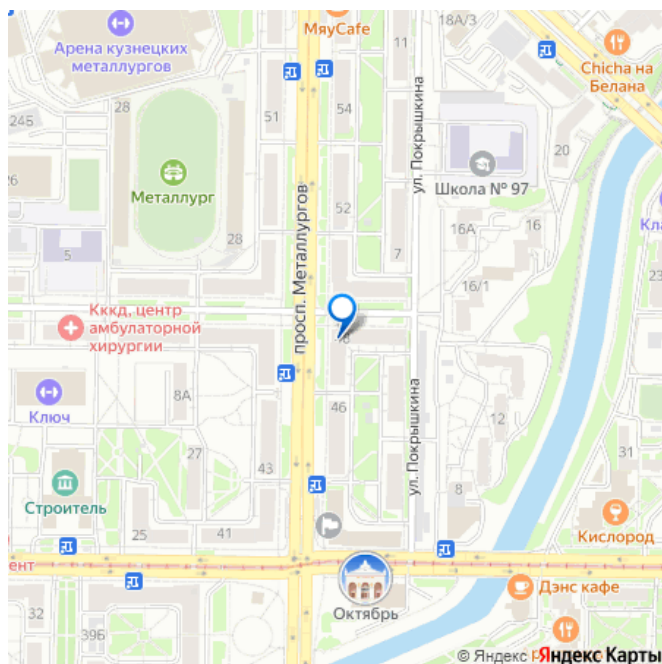 МяуCafe
18А/3
Арена кузнецких
металлургов
11
Chicha на
Белана
28
24Б
51
54
ул. Покрышкина
20
Металлург
Школа № 97
26
52
16А
28
7
5
просп. Металлургов
16/1
23
Кккд, центр
амбулаторной
хирургии
8А
Ключ
46
12
27
43
ул. Покрышкина
31
Строитель
8
25
41
Кислород
ент
32
Октябрь
Дэнс кафе
39Б
© Яндекс
Яндекс Карты